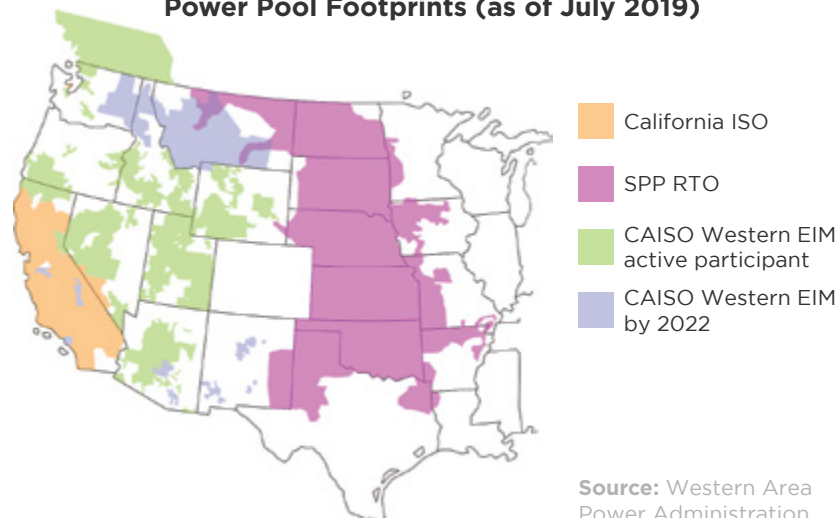 Power Pool Footprints (as of July 2019)
California ISO
SPP RTO
CAISO Western EIM
active participant
CAISO Western EIM
by 2022
Source: Western Area
Power Administration